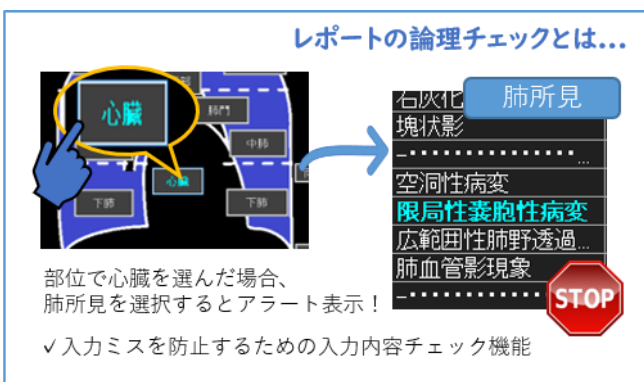 レポートの論理チェックとは…
心臓
肺門
中肺
心臓
下肺
下肺
肺所見
石灰化
塊状影
空洞性病変
限局性嚢胞性病変
広範囲性肺野透過…
肺血管影現象
STOP
部位で心臓を選んだ場合、
肺所見を選択するとアラート表示！
✓入力ミスを防止するための入力内容チェック機能